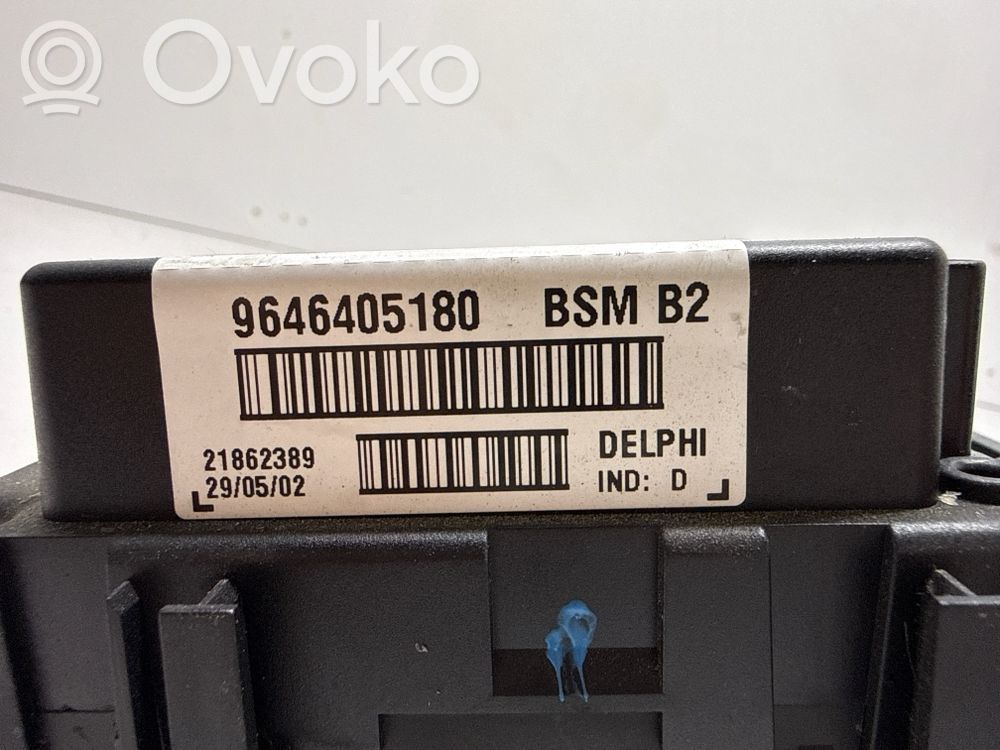 Ovoko
9646405180 BSM B2
21862389 DELPHI
29/05/02 IND: D